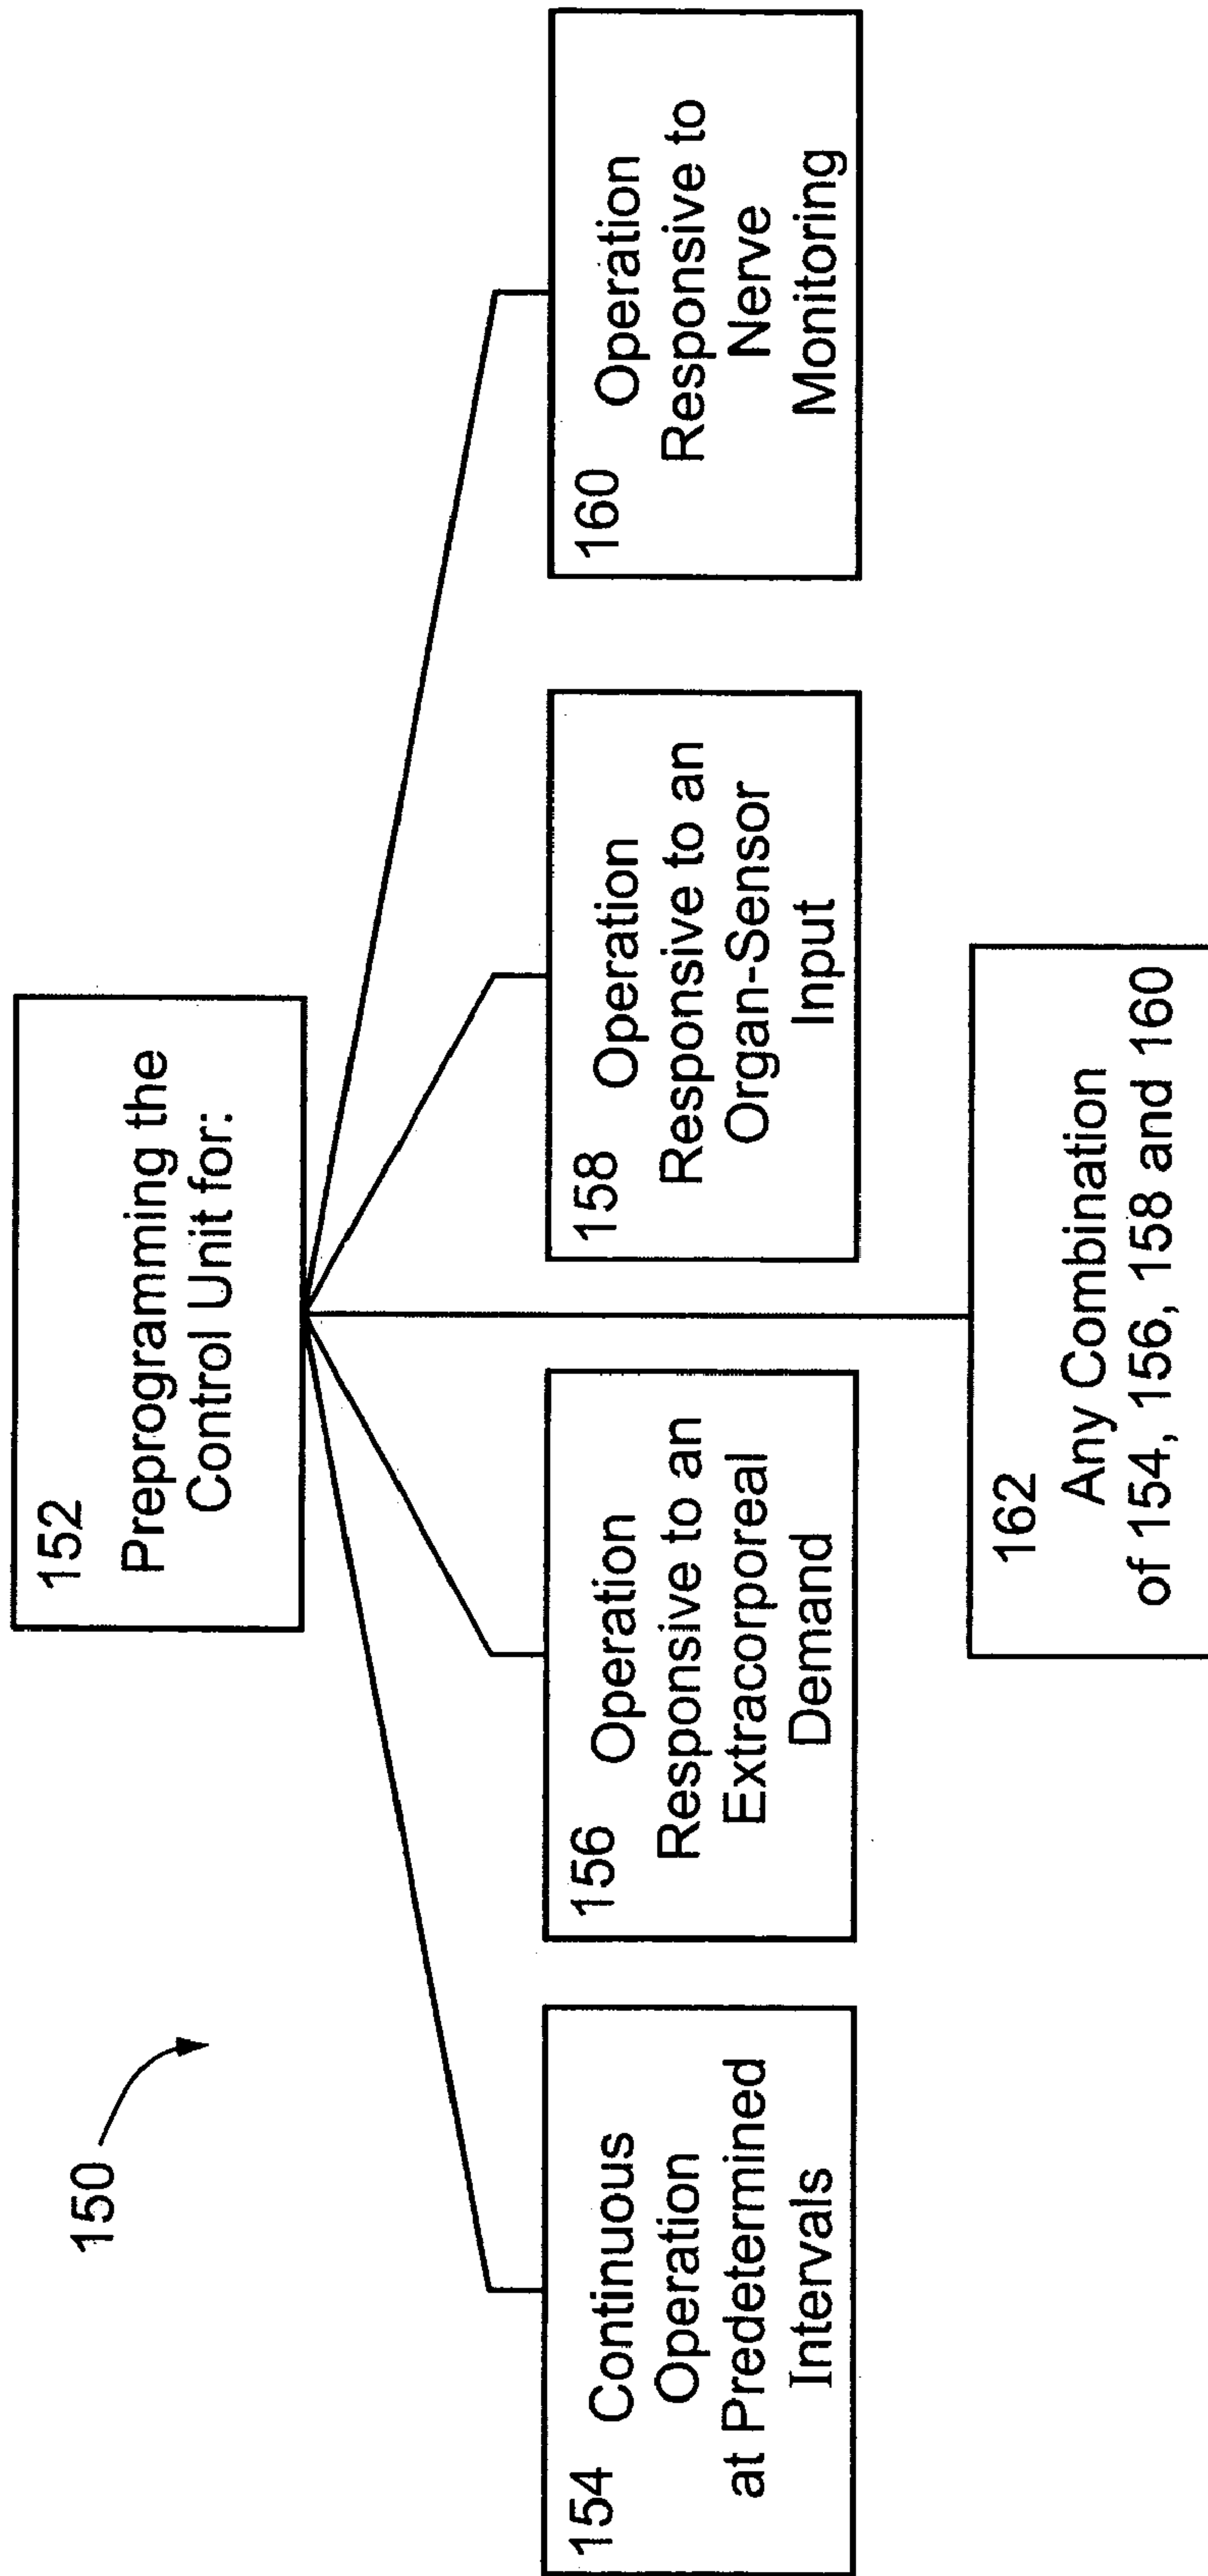 150
152
Preprogramming the
Control Unit for:
154 Continuous
Operation
at Predetermined
Intervals
156 Operation
Responsive to an
Extracorporeal
Demand
158 Operation
Responsive to an
Organ-Sensor
Input
160 Operation
Responsive to
Nerve
Monitoring
162
Any Combination
of 154, 156, 158 and 160